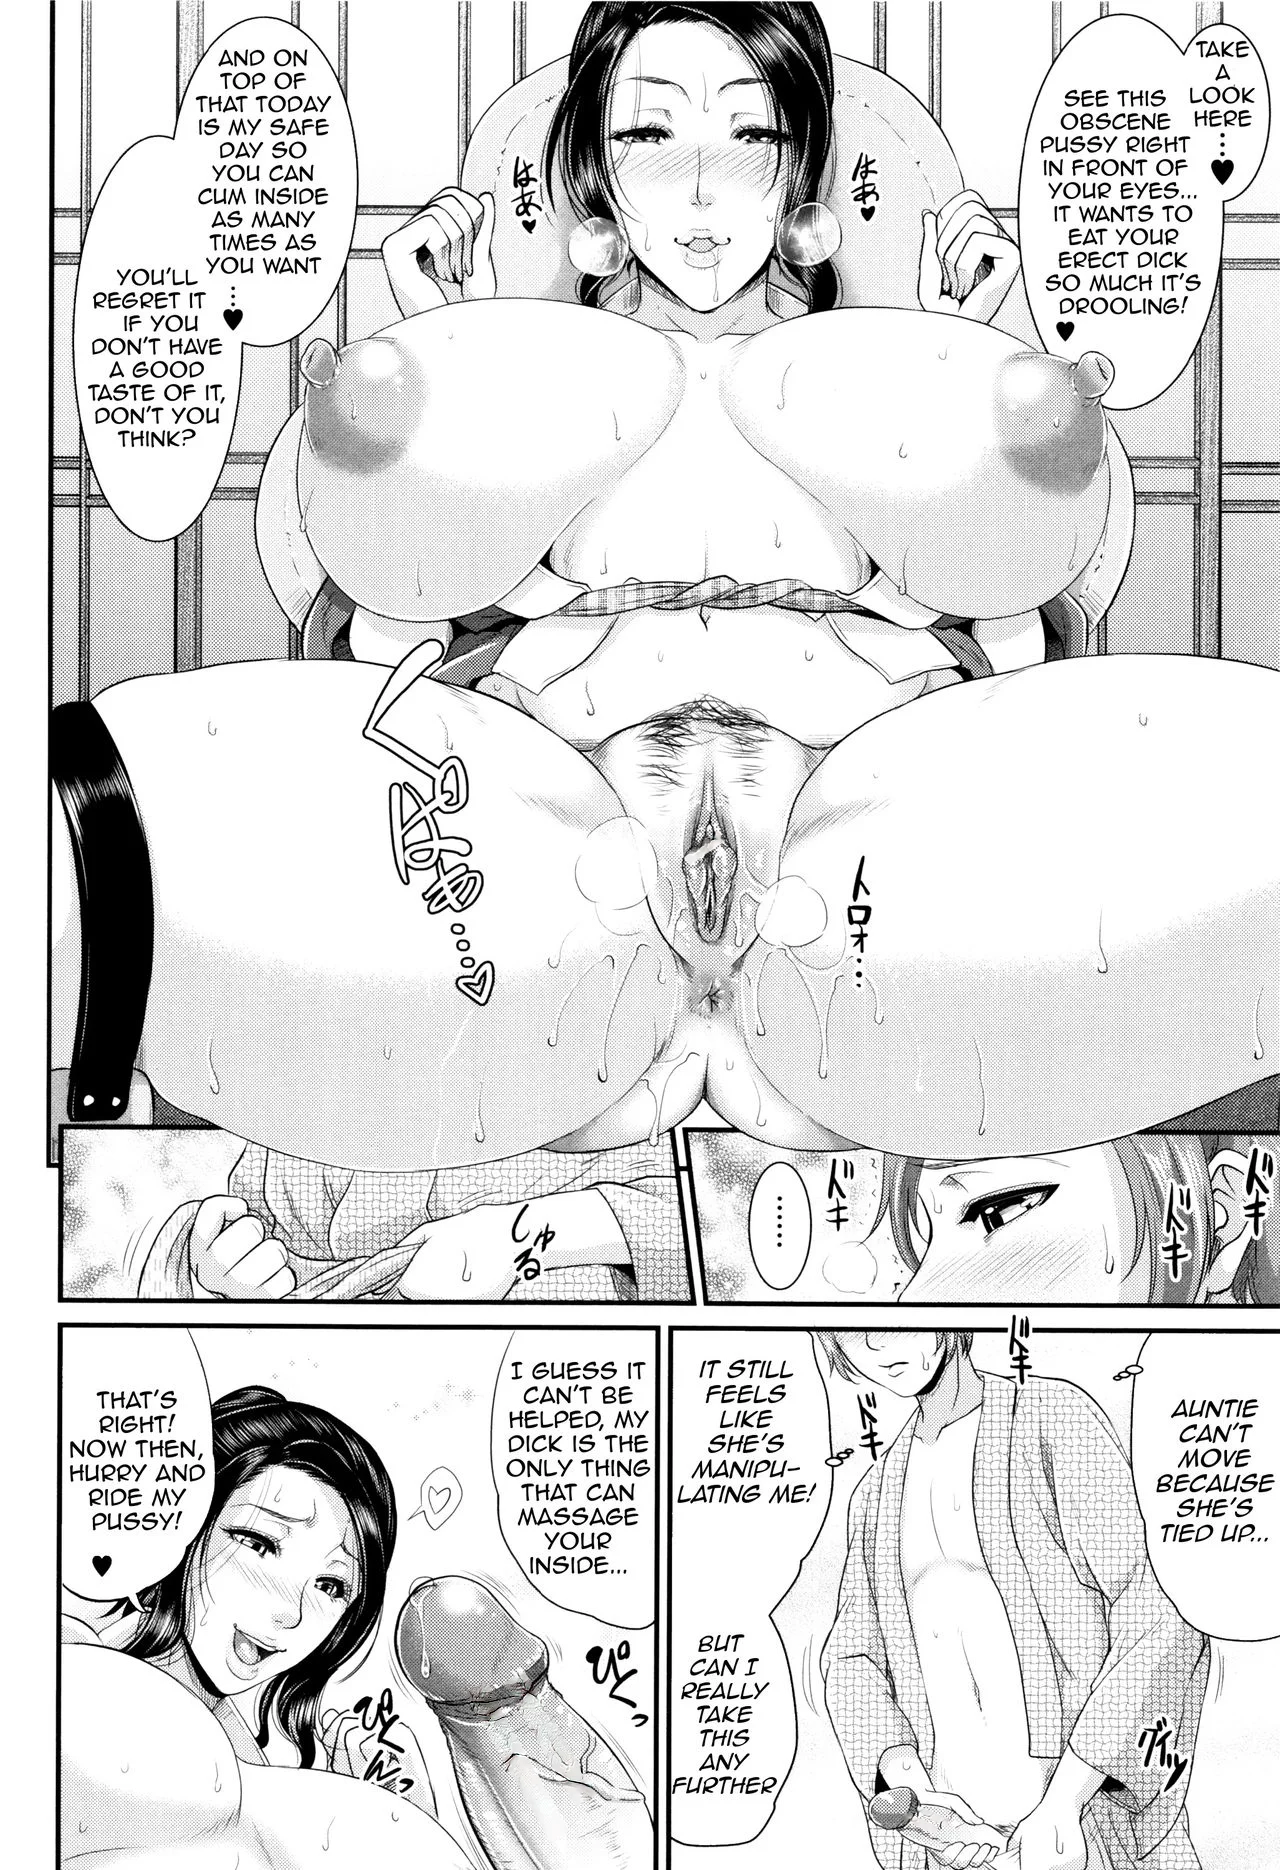 TAKE
A
LOOK
HERE
…♥
SEE THIS
OBSCENE
PUSSY RIGHT
IN FRONT OF
YOUR EYES...
IT WANTS TO
EAT YOUR
ERECT DICK
SO MUCH IT'S
DROOLING!
♥
はぁ♥
はあ♥
AND ON
TOP OF
THAT TODAY
IS MY SAFE
DAY SO
YOU CAN
CUM INSIDE
AS MANY
TIMES AS
YOU WANT
…♥
YOU'LL
REGRET IT
IF YOU
DON'T HAVE
A GOOD
TASTE OF IT,
DON'T YOU
THINK?
くぱぁ……♡
トロォ…
ドキ
ドキ
……
しゅる
AUNTIE
CAN'T
MOVE
BECAUSE
SHE'S
TIED UP...
ドキ
ドキ
IT STILL
FEELS
LIKE
SHE'S
MANIPU-
LATING ME!
BUT
CAN I
REALLY
TAKE
THIS
ANY
FURTHER
グイッ
I GUESS IT
CAN'T BE
HELPED, MY
DICK IS THE
ONLY THING
THAT CAN
MASSAGE
YOUR
INSIDE...
ぴく
ぴくんっ
♡
THAT'S
RIGHT!
NOW THEN,
HURRY AND
RIDE MY
PUSSY!
♥